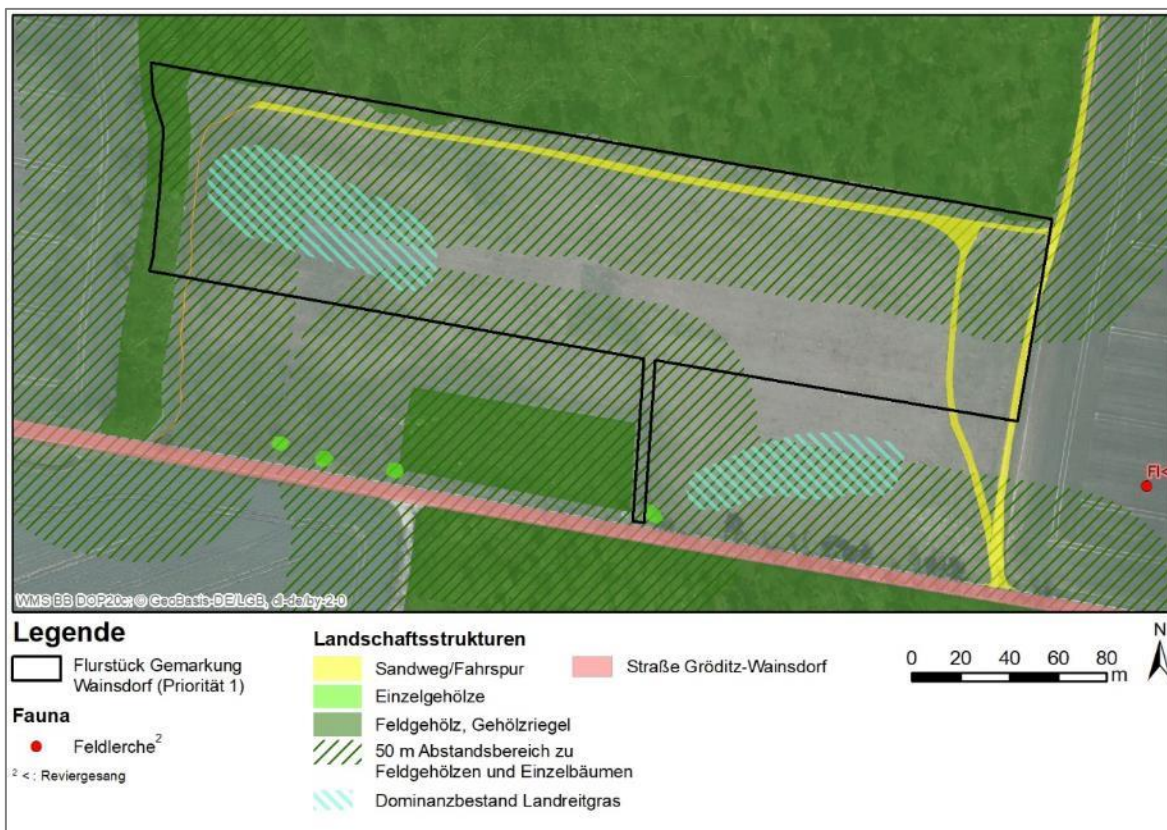 Fl<
WMS BB DOP20c: © GeoBasis-DE/LGB, dl-de/by-2-0
Legende
Flurstück Gemarkung
Wainsdorf (Priorität 1)
Fauna
Feldlerche²
² < : Reviergesang
Landschaftsstrukturen
Sandweg/Fahrspur
Einzelgehölze
Feldgehölz, Gehölzriegel
50 m Abstandsbereich zu
Feldgehölzen und Einzelbäumen
Dominanzbestand Landreitgras
Straße Gröditz-Wainsdorf
0 20 40 60 80
m
N